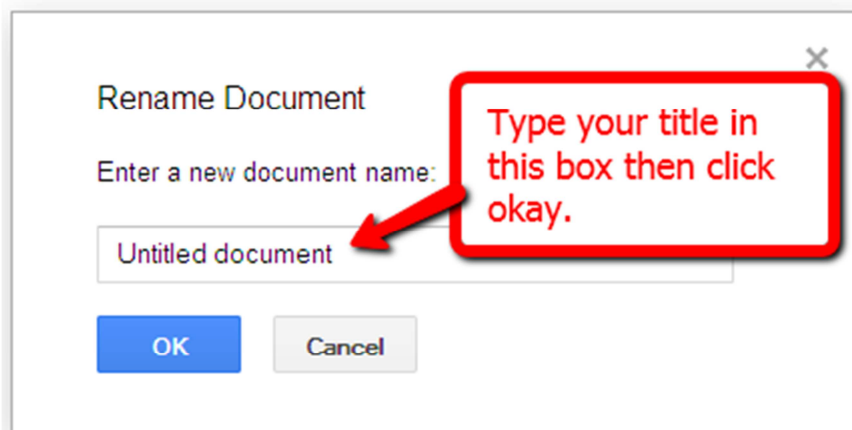 Rename Document
Type your title in
this box then click
okay.
Enter a new document name:
Untitled document
OK
Cancel